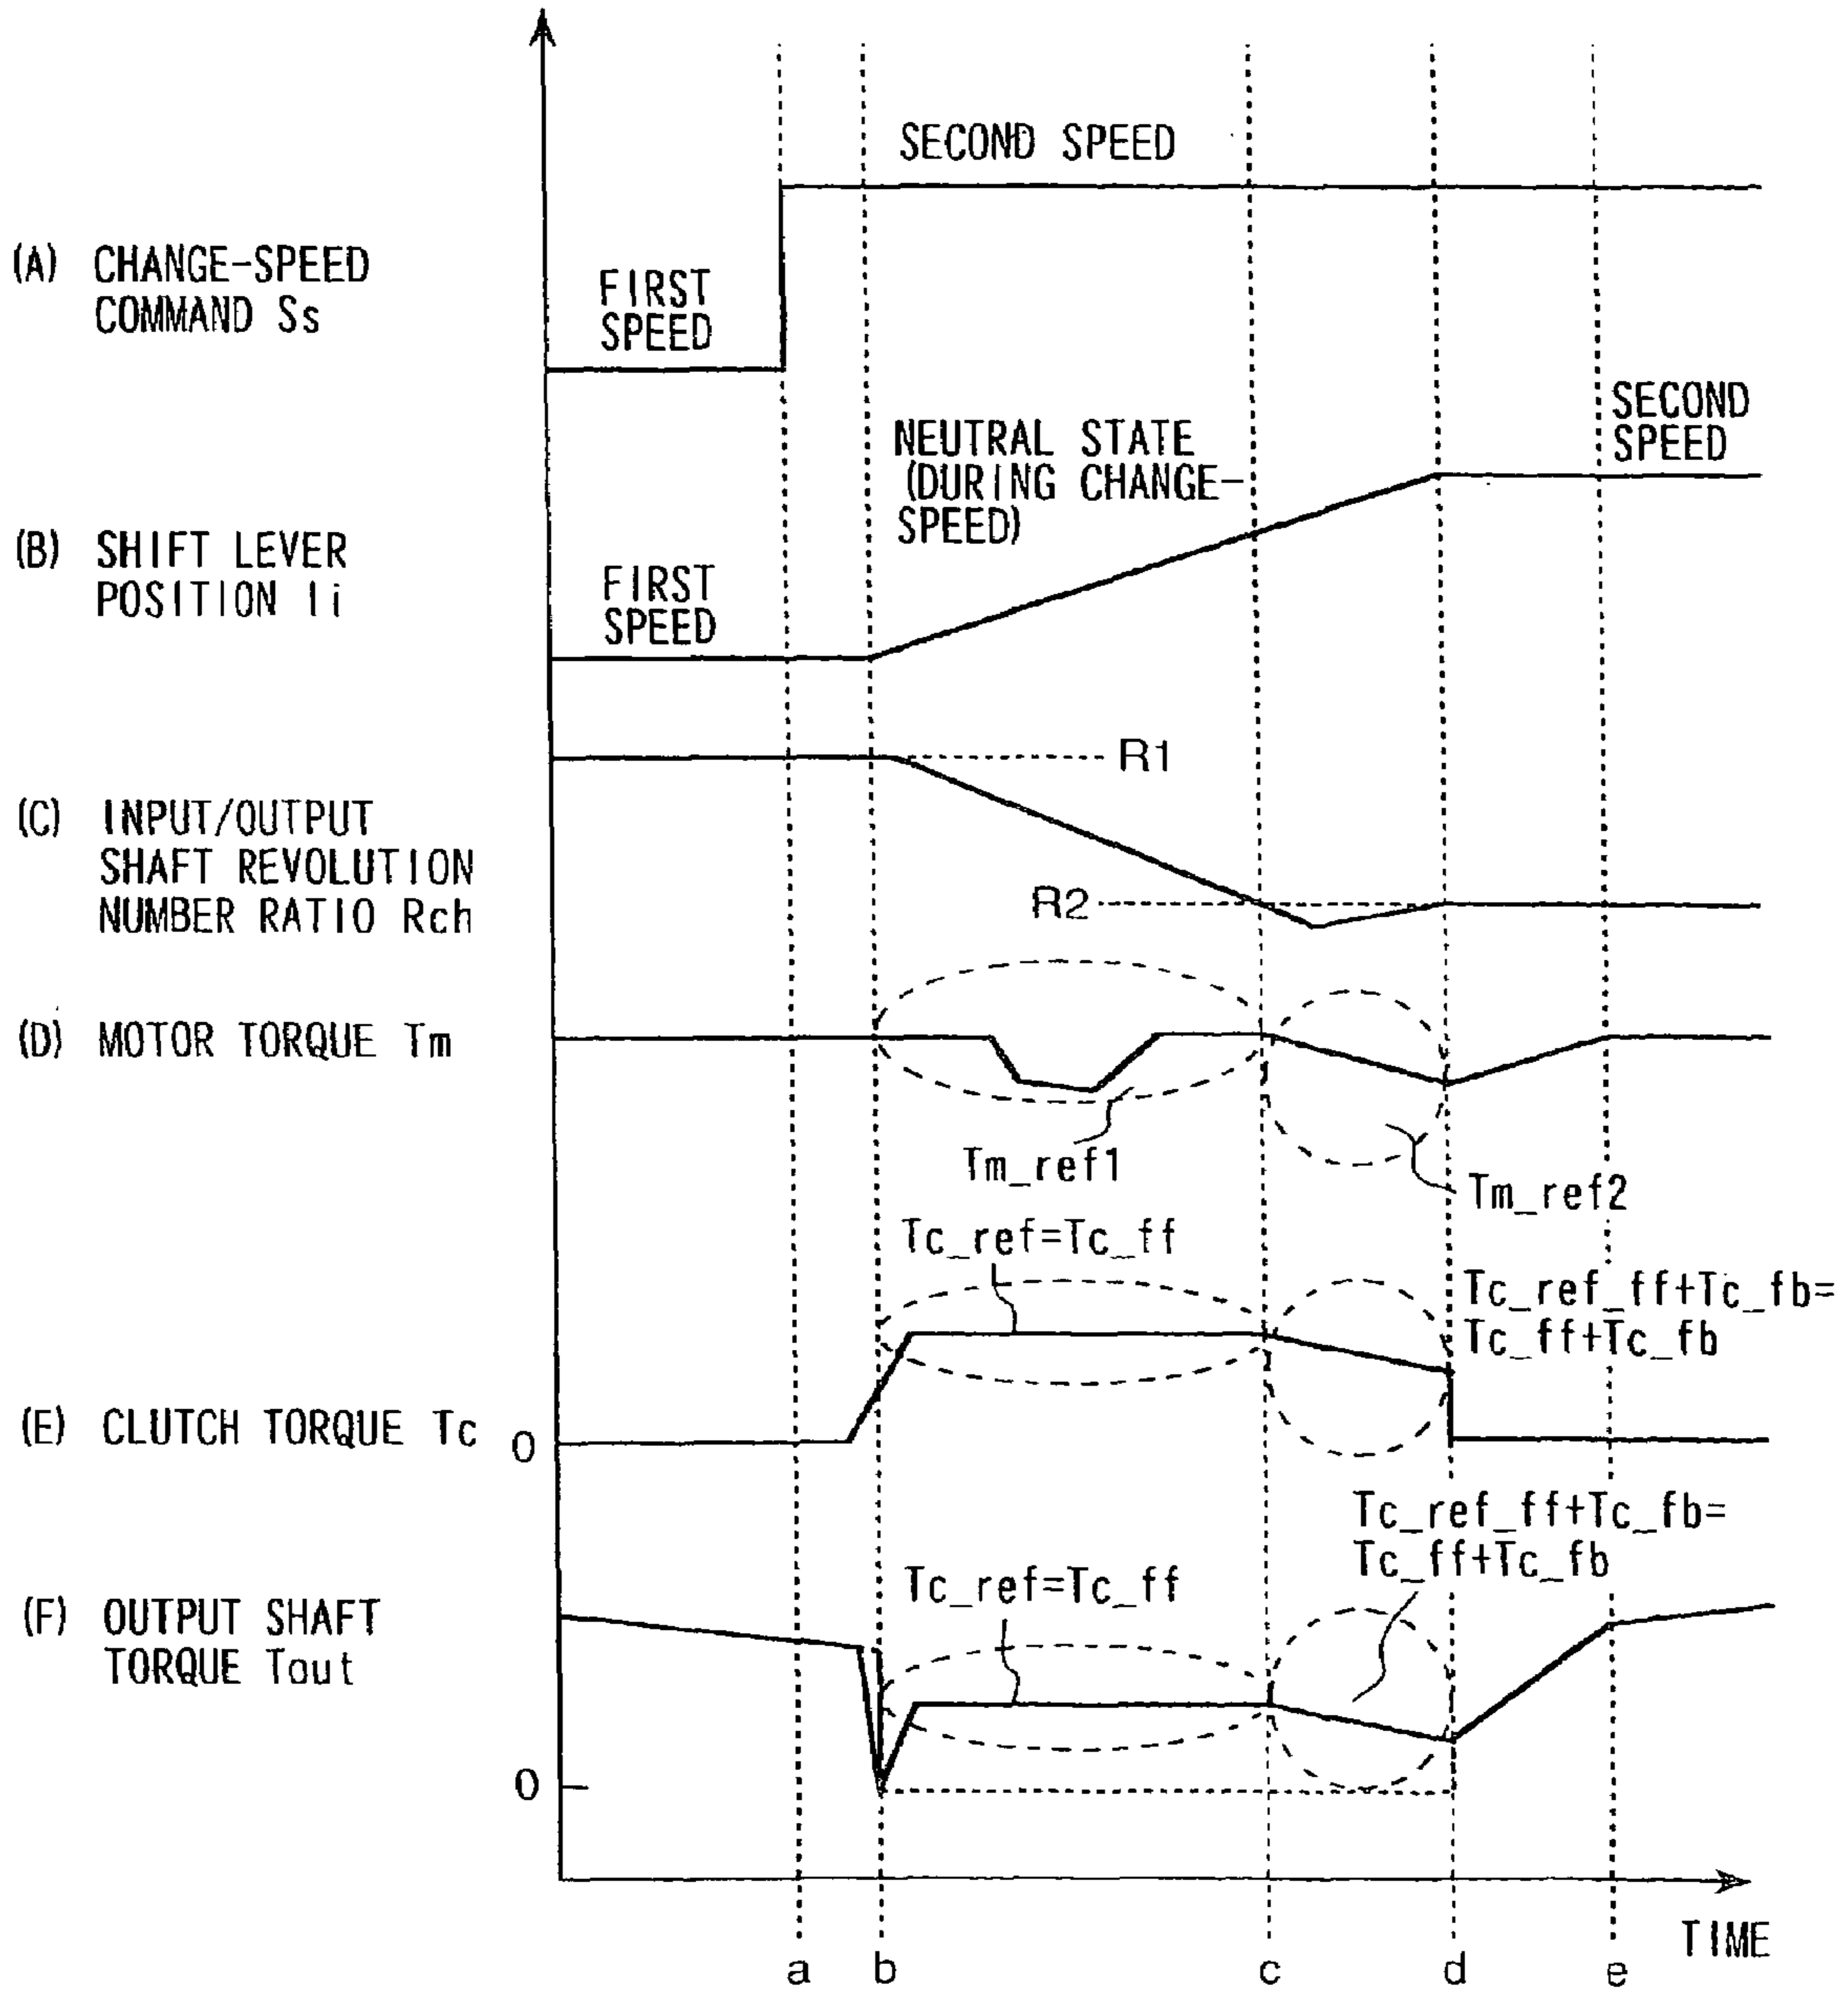 SECOND SPEED
(A) CHANGE-SPEED
COMMAND Ss
FIRST
SPEED
SECOND
SPEED
NEUTRAL STATE
(DURING CHANGE-
SPEED)
(B) SHIFT LEVER
POSITION Ii
FIRST
SPEED
R1
(C) INPUT/OUTPUT
SHAFT REVOLUTION
NUMBER RATIO Rch
R2
(D) MOTOR TORQUE Tm
Tm_ref1
Tm_ref2
Tc_ref=Tc_ff
Tc_ref_ff+Tc_fb=
Tc_ff+Tc_fb
(E) CLUTCH TORQUE Tc
0
Tc_ref_ff+Tc_fb=
Tc_ff+Tc_fb
Tc_ref=Tc_ff
(F) OUTPUT SHAFT
TORQUE Tout
0
TIME
a b c d e